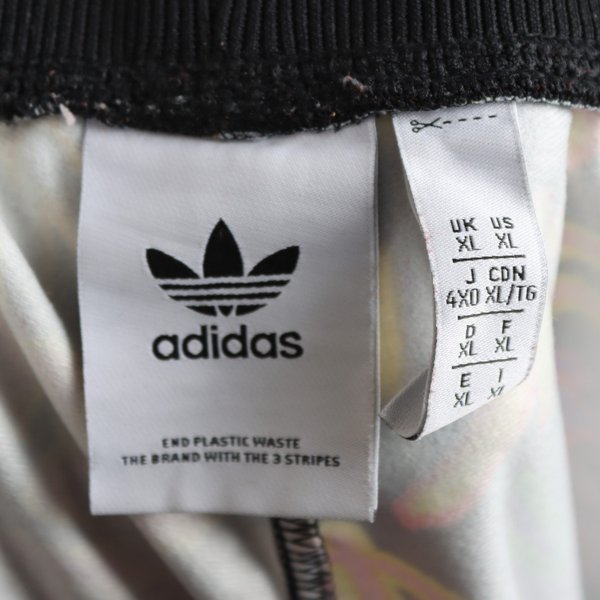 adidas
END PLASTIC WASTE
THE BRAND WITH THE 3 STRIPES
UK US
XL XL
J CDN
4XO XL/TG
D F
XL XL
E I
XL XL